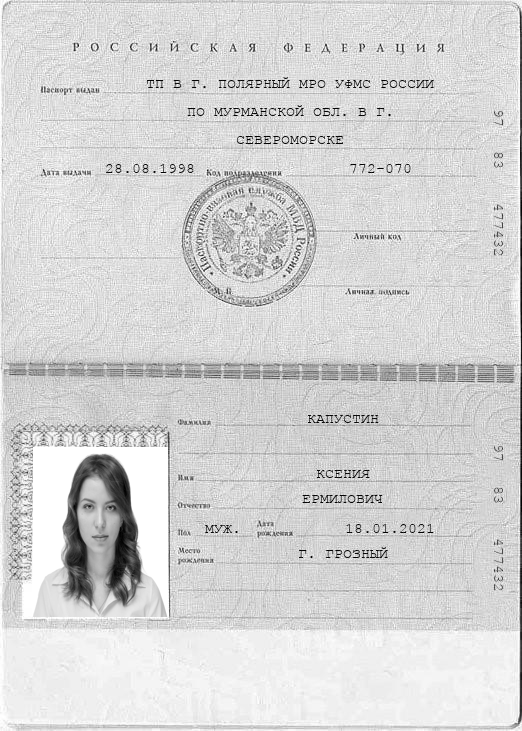 РОССИЙСКАЯ ФЕДЕРАЦИЯ
Паспорт выдан ТП В Г. ПОЛЯРНЫЙ МРО УФМС РОССИИ
ПО МУРМАНСКОЙ ОБЛ. В Г.
СЕВЕРОМОРСКЕ
Дата выдачи 28.08.1998 Код подразделения 772-070
Паспортно-визовая служба МВД России
Личный код
М. П.
Личная подпись
97 83 477432
Фамилия КАПУСТИН
Имя КСЕНИЯ
Отчество ЕРМИЛОВИЧ
Пол МУЖ. Дата рождения 18.01.2021
Место рождения Г. ГРОЗНЫЙ
97 83 477432